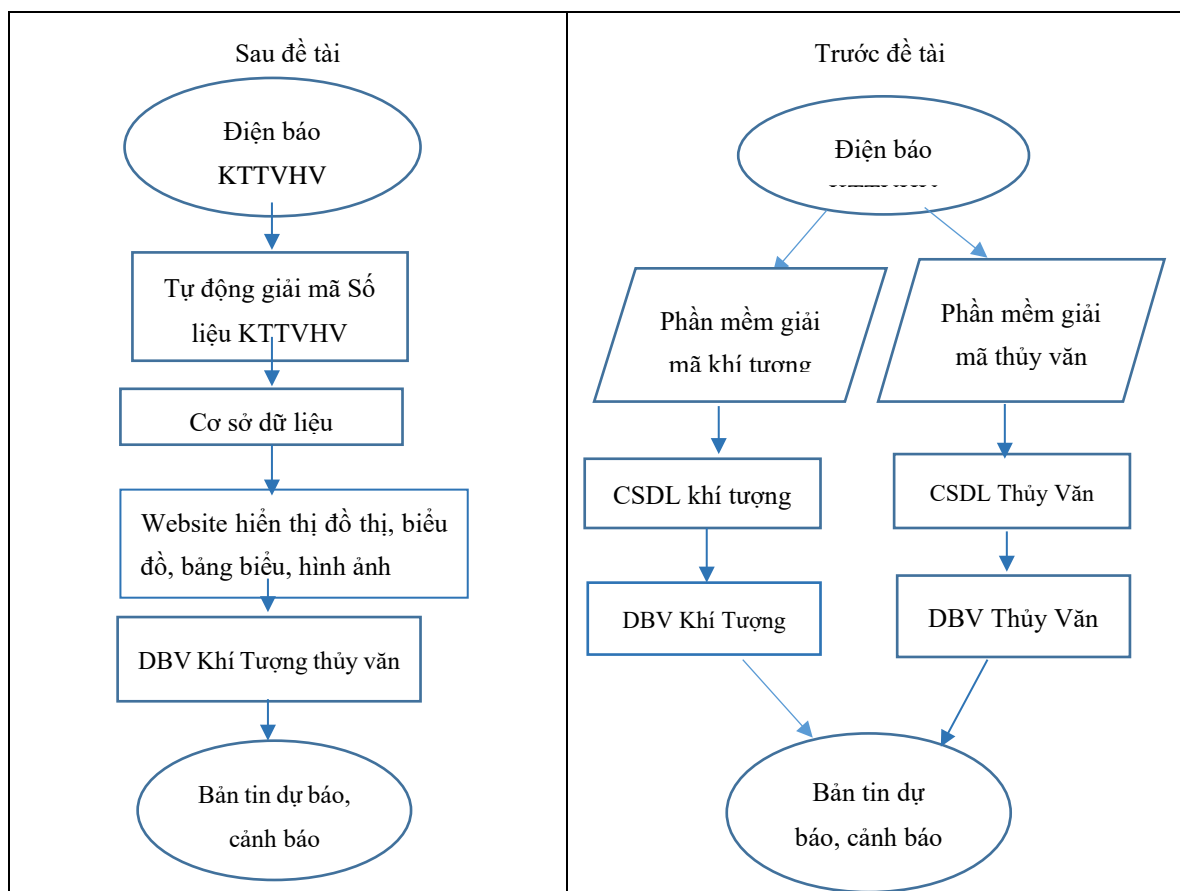 Sau đề tài
Điện báo
KTTVHV
Tự động giải mã Số
liệu KTTVHV
Cơ sở dữ liệu
Website hiển thị đồ thị, biểu
đồ, bảng biểu, hình ảnh
DBV Khí Tượng thủy văn
Bản tin dự báo,
cảnh báo
Trước đề tài
Điện báo
Phần mềm giải
mã khí tượng
Phần mềm giải
mã thủy văn
CSDL khí tượng
CSDL Thủy Văn
DBV Khí Tượng
DBV Thủy Văn
Bản tin dự
báo, cảnh báo